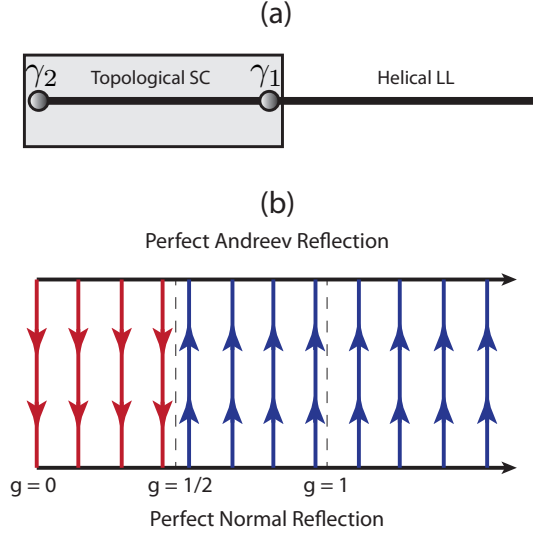 (a)
γ₂ Topological SC γ₁ Helical LL
(b)
Perfect Andreev Reflection
g = 0 g = 1/2 g = 1
Perfect Normal Reflection